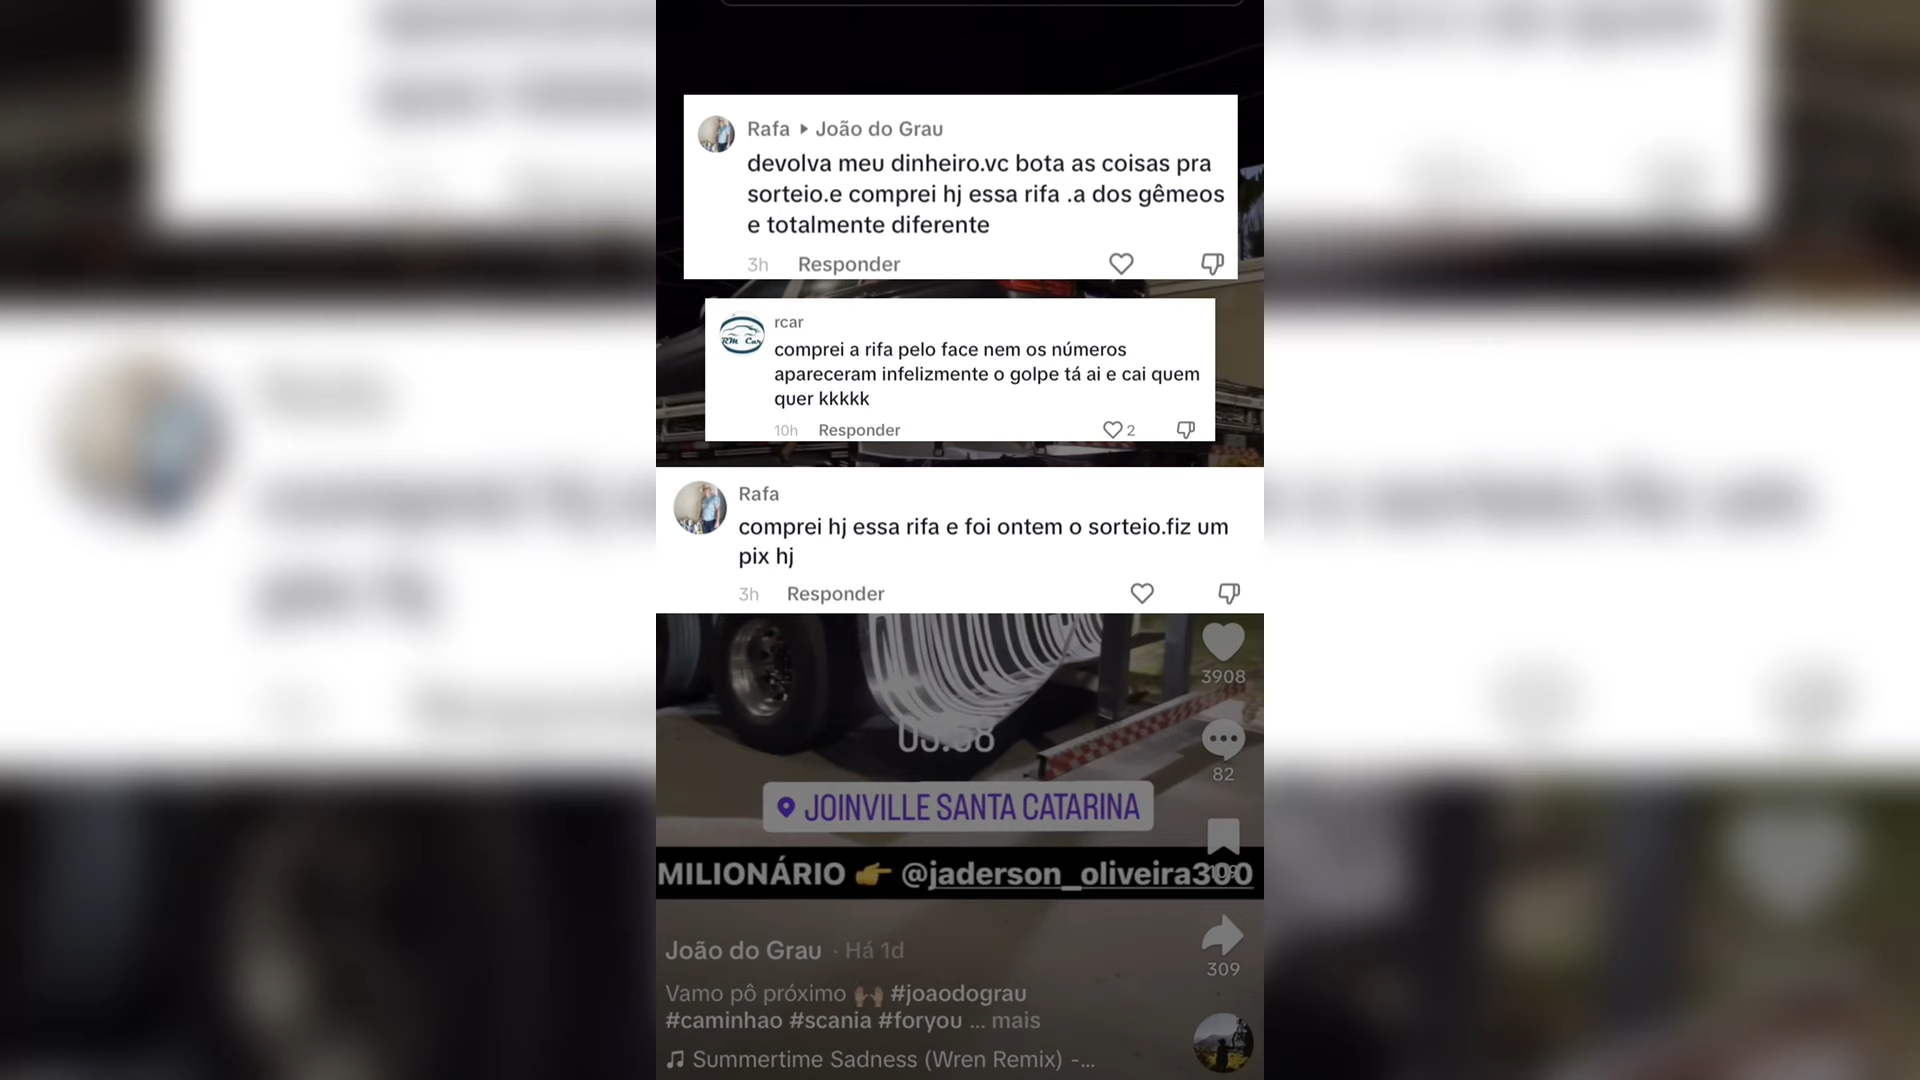 Rafa ▸ João do Grau
devolva meu dinheiro.vc bota as coisas pra
sorteio.e comprei hj essa rifa .a dos gêmeos
e totalmente diferente
3h Responder
rcar
RM Car
comprei a rifa pelo face nem os números
apareceram infelizmente o golpe tá ai e cai quem
quer kkkkk
10h Responder 2
Rafa
comprei hj essa rifa e foi ontem o sorteio.fiz um
pix hj
3h Responder
3908
82
JOINVILLE SANTA CATARINA
MILIONÁRIO 👉 @jaderson_oliveira300
João do Grau · Há 1d
309
Vamo pô próximo 🙌🏽 #joaodograu
#caminhao #scania #foryou ... mais
Summertime Sadness (Wren Remix) -...